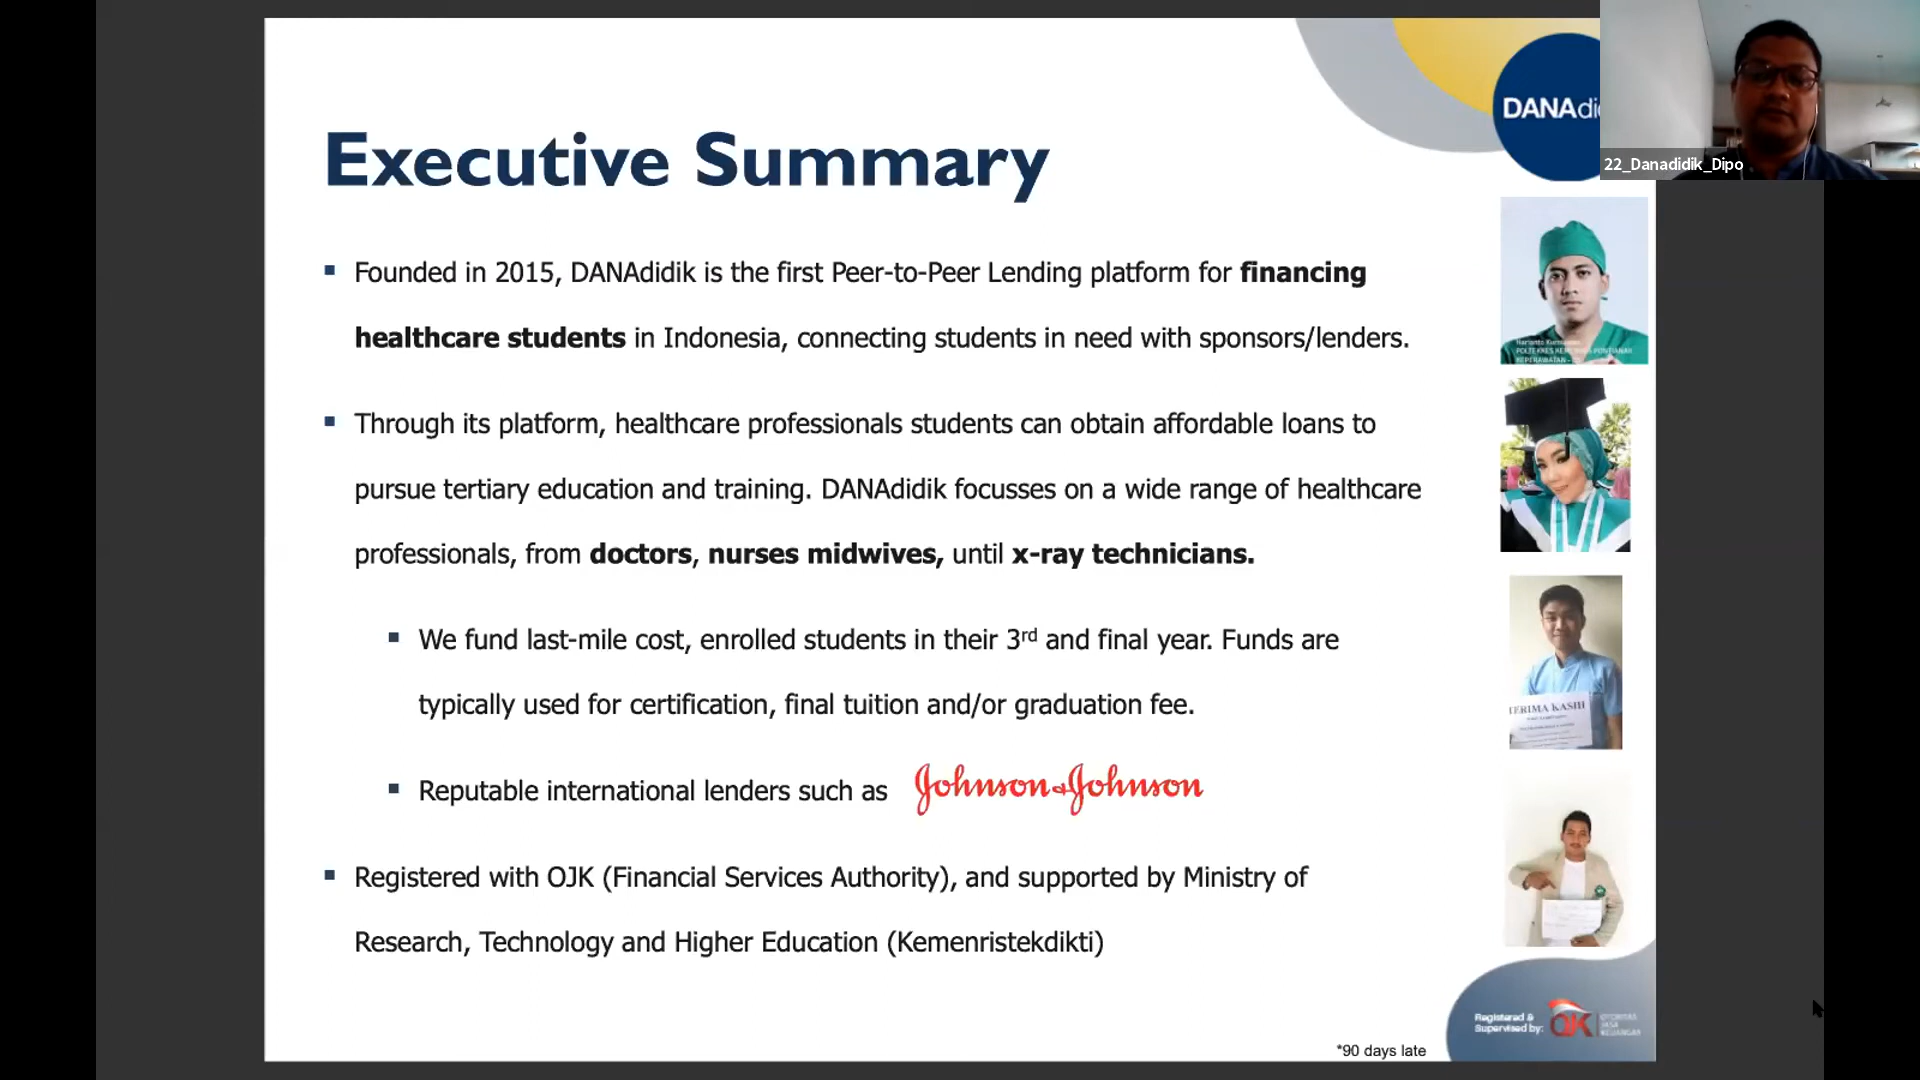 DANAdi
22_Danadidik_Dipo
Executive Summary
Founded in 2015, DANAdidik is the first Peer-to-Peer Lending platform for financing
healthcare students in Indonesia, connecting students in need with sponsors/lenders.
Through its platform, healthcare professionals students can obtain affordable loans to
pursue tertiary education and training. DANAdidik focusses on a wide range of healthcare
professionals, from doctors, nurses midwives, until x-ray technicians.
We fund last-mile cost, enrolled students in their 3rd and final year. Funds are
typically used for certification, final tuition and/or graduation fee.
Reputable international lenders such as Johnson & Johnson
Registered with OJK (Financial Services Authority), and supported by Ministry of
Research, Technology and Higher Education (Kemenristekdikti)
TERIMA KASIH
Registered &
Supervised by:
OJK
OTORITAS
JASA
KEUANGAN
*90 days late